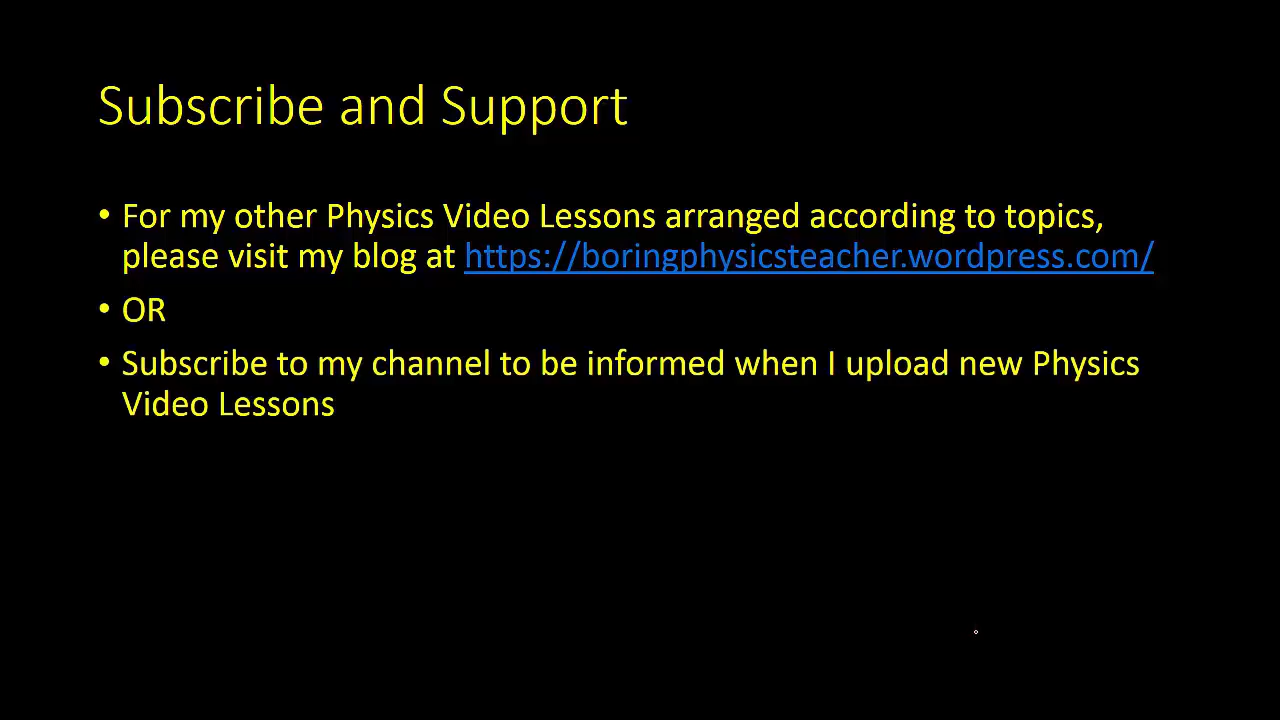 Subscribe and Support
• For my other Physics Video Lessons arranged according to topics,
please visit my blog at https://boringphysicsteacher.wordpress.com/
• OR
• Subscribe to my channel to be informed when I upload new Physics
Video Lessons